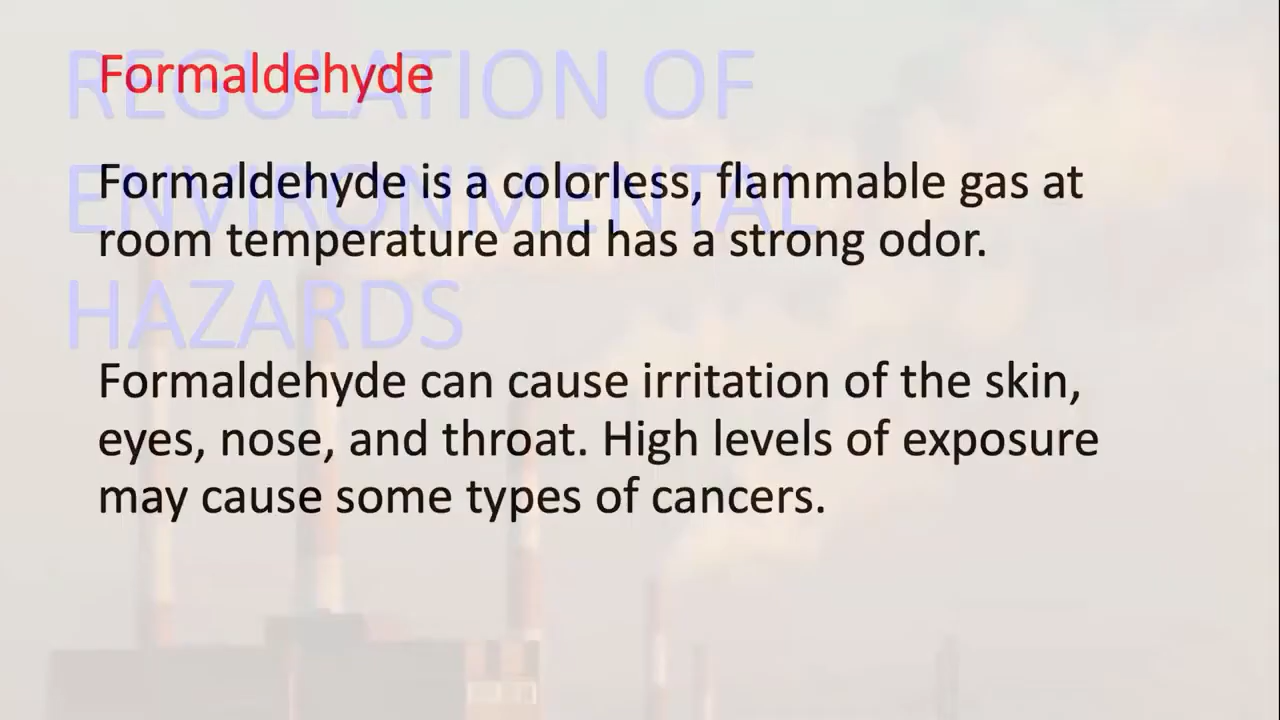 Formaldehyde
REGULATION OF
Formaldehyde is a colorless, flammable gas at
ENVIRONMENTAL
room temperature and has a strong odor.
HAZARDS
Formaldehyde can cause irritation of the skin,
eyes, nose, and throat. High levels of exposure
may cause some types of cancers.